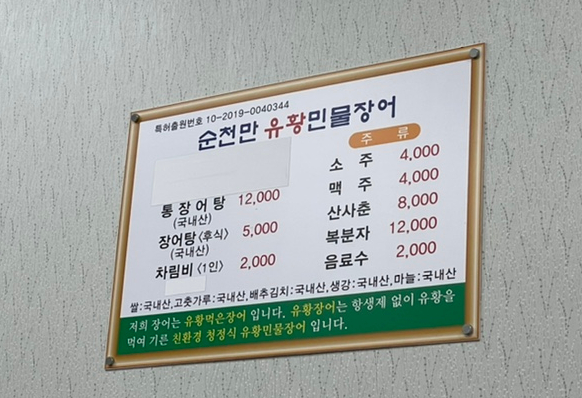 특허출원번호 10-2019-0040344
순천만 유황민물장어
통장어탕 12,000
(국내산)
장어탕<후식> 5,000
(국내산)
차림비<1인> 2,000
주 류
소 주 4,000
맥 주 4,000
산사춘 8,000
복분자 12,000
음료수 2,000
쌀:국내산,고춧가루:국내산,배추김치:국내산,생강:국내산,마늘:국내산
저희 장어는 유황먹은장어 입니다. 유황장어는 항생제 없이 유황을
먹여 기른 친환경 청정식 유황민물장어 입니다.